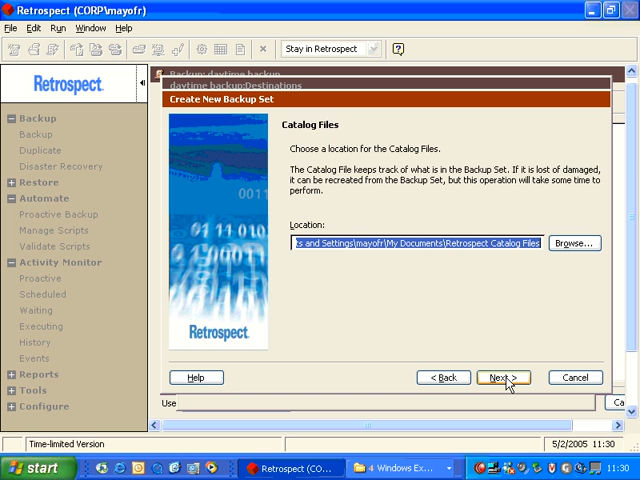 Retrospect (CORP\mayofr)
File Edit Run Window Help
Stay in Retrospect
Retrospect.
Backup
Backup
Duplicate
Disaster Recovery
Restore
Automate
Proactive Backup
Manage Scripts
Validate Scripts
Activity Monitor
Proactive
Scheduled
Waiting
Executing
History
Events
Reports
Tools
Configure
Backup: daytime backup
daytime backup:Destinations
Create New Backup Set
0011
Retrospect.
Catalog Files
Choose a location for the Catalog Files.
The Catalog File keeps track of what is in the Backup Set. If it is lost of damaged,
it can be recreated from the Backup Set, but this operation will take some time to
perform.
Location:
ts and Settings\mayofr\My Documents\Retrospect Catalog Files
Browse...
Help
< Back
Next >
Cancel
Use
Ca
Time-limited Version
5/2/2005 11:30
start
Retrospect (CO...
4 Windows Ex...
11:30